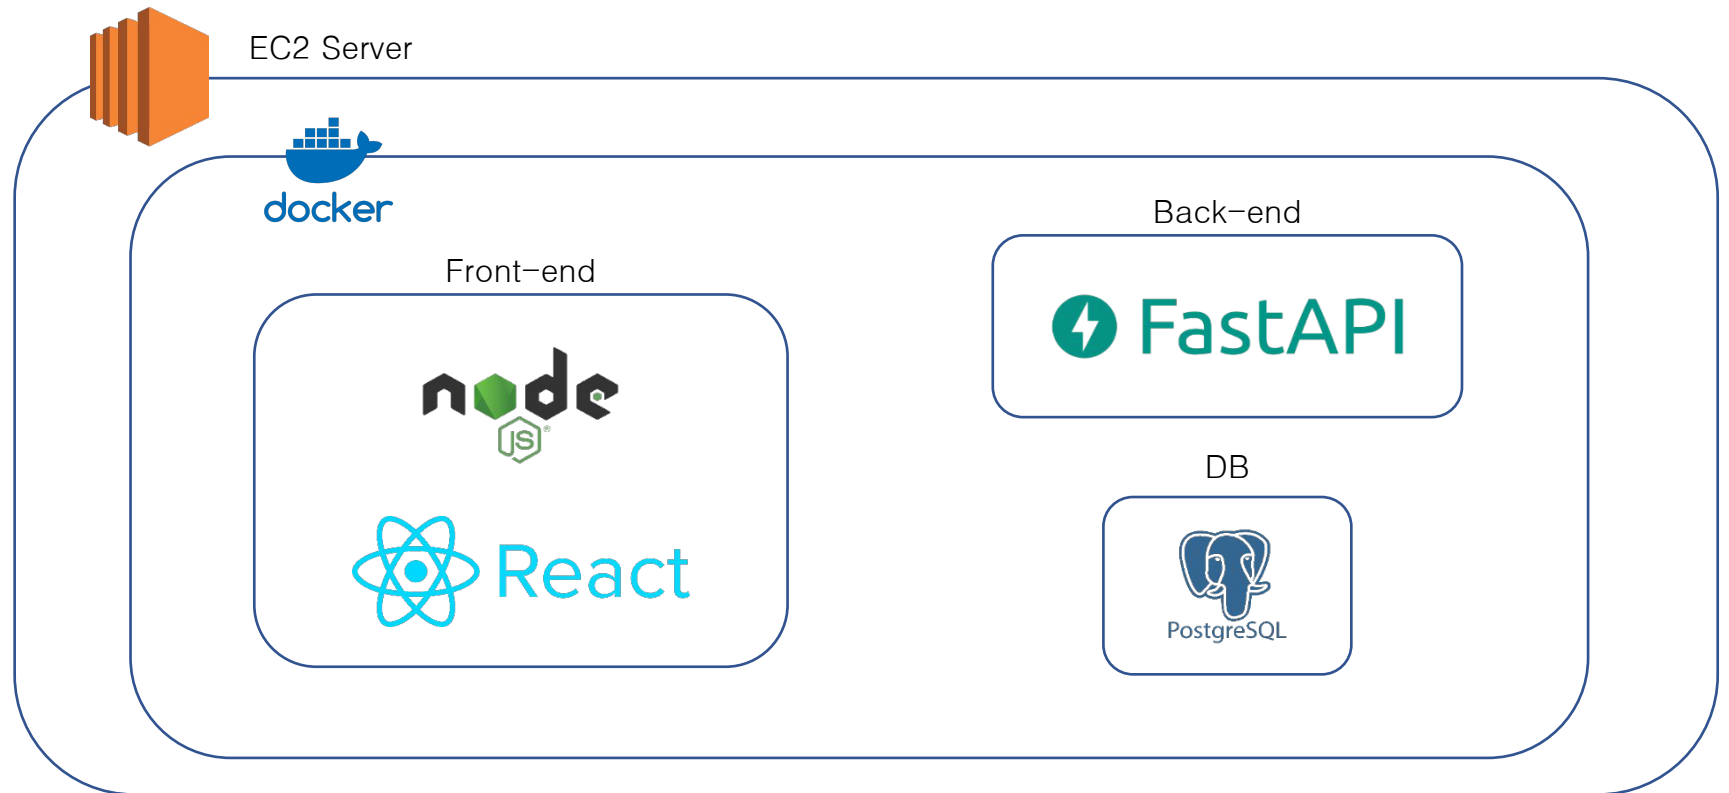 EC2 Server
docker
Front-end
node
JS®
React
Back-end
FastAPI
DB
PostgreSQL